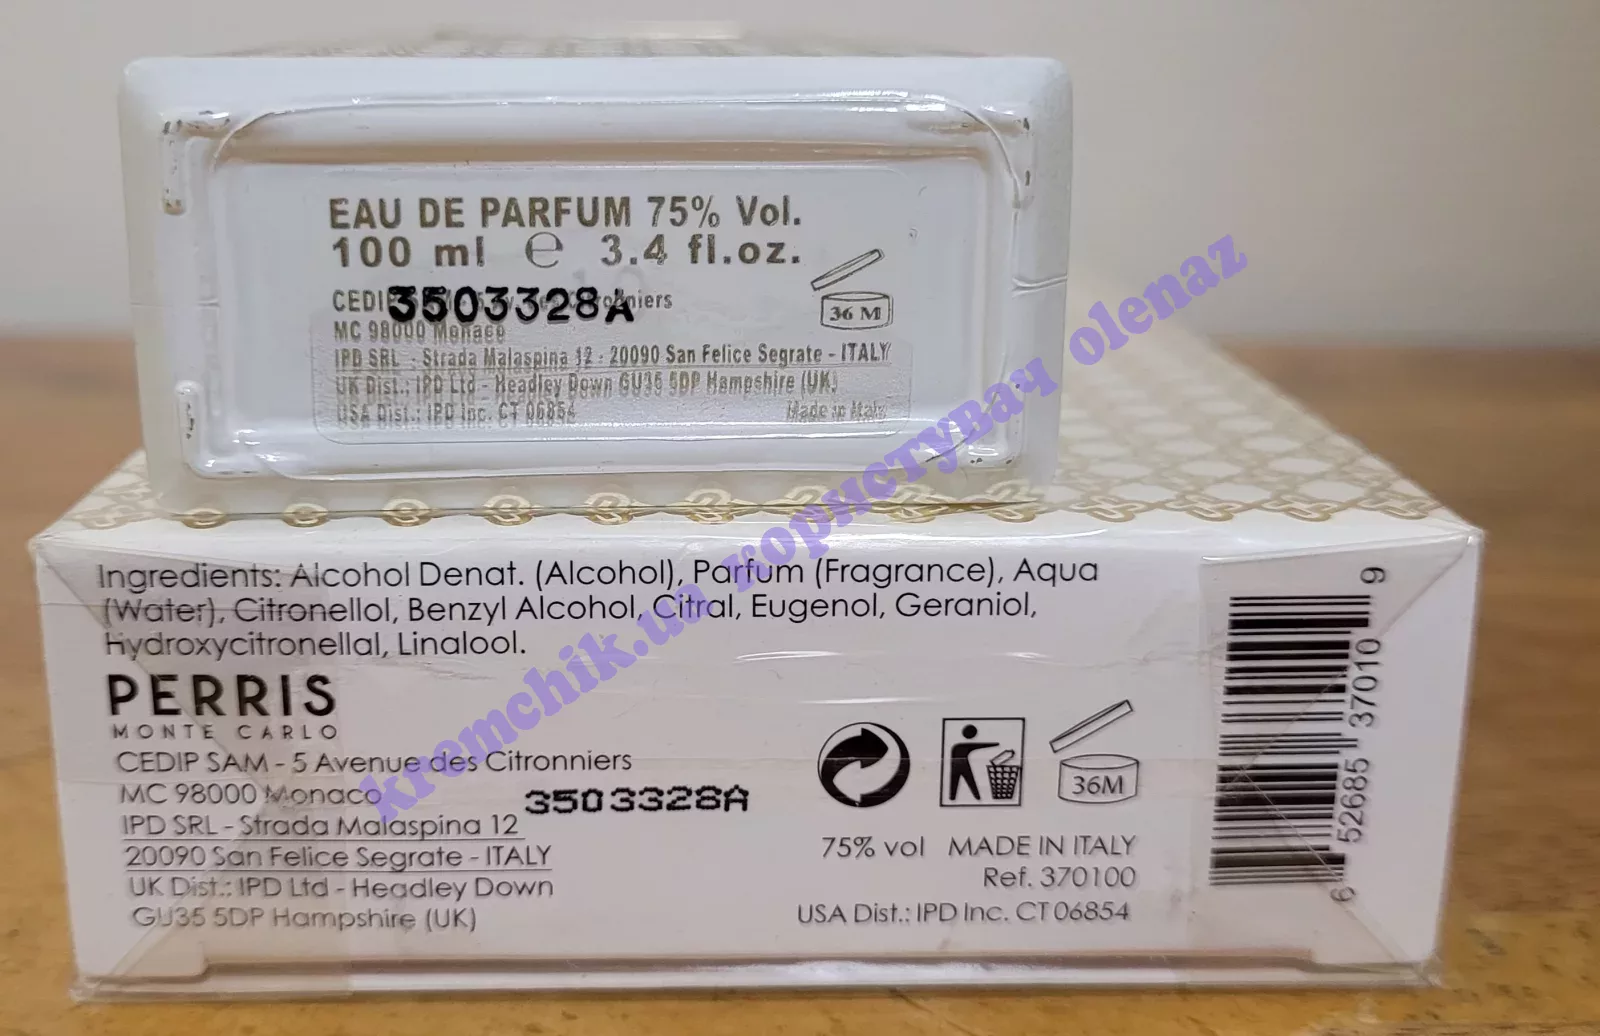 EAU DE PARFUM 75% Vol.
100 ml e 3.4 fl.oz.
3503328A
36 M
MC 98000 Monaco
IPD SRL - Strada Malaspina 12 - 20090 San Felice Segrate - ITALY
UK Dist.: IPD Ltd - Headley Down GU35 5DP Hampshire (UK)
USA Dist.: IPD Inc. CT 06854 Made in Italy
kremchik.ua користувач olenaz
Ingredients: Alcohol Denat. (Alcohol), Parfum (Fragrance), Aqua
(Water), Citronellol, Benzyl Alcohol, Citral, Eugenol, Geraniol,
Hydroxycitronellal, Linalool.
PERRIS
MONTE CARLO
CEDIP SAM - 5 Avenue des Citronniers
MC 98000 Monaco
3503328A
IPD SRL - Strada Malaspina 12
20090 San Felice Segrate - ITALY
UK Dist.: IPD Ltd - Headley Down
GU35 5DP Hampshire (UK)
36M
75% vol MADE IN ITALY
Ref. 370100
USA Dist.: IPD Inc. CT 06854
6 52685 37010 9